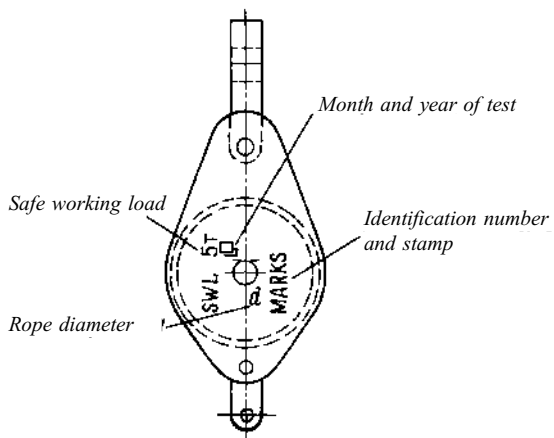 Month and year of test
Safe working load
Identification number
and stamp
Rope diameter
SWL 5T
MARKS